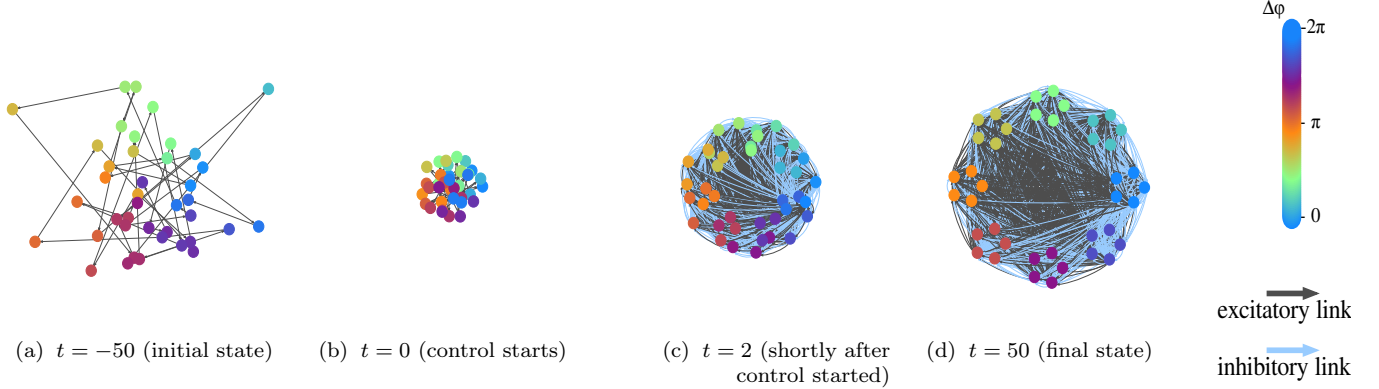 Δφ
2π
π
0
excitatory link
inhibitory link
(a) t = −50 (initial state)
(b) t = 0 (control starts)
(c) t = 2 (shortly after
control started)
(d) t = 50 (final state)